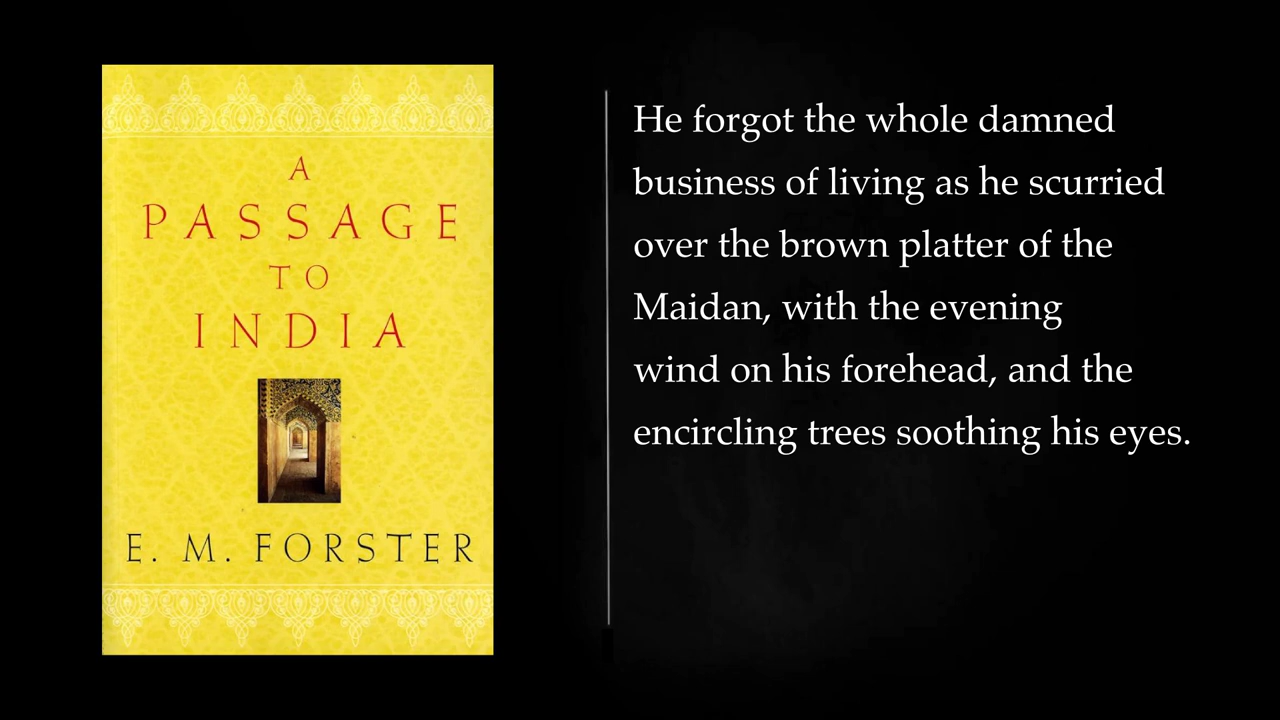 A
PASSAGE
TO
INDIA
E. M. FORSTER
He forgot the whole damned
business of living as he scurried
over the brown platter of the
Maidan, with the evening
wind on his forehead, and the
encircling trees soothing his eyes.